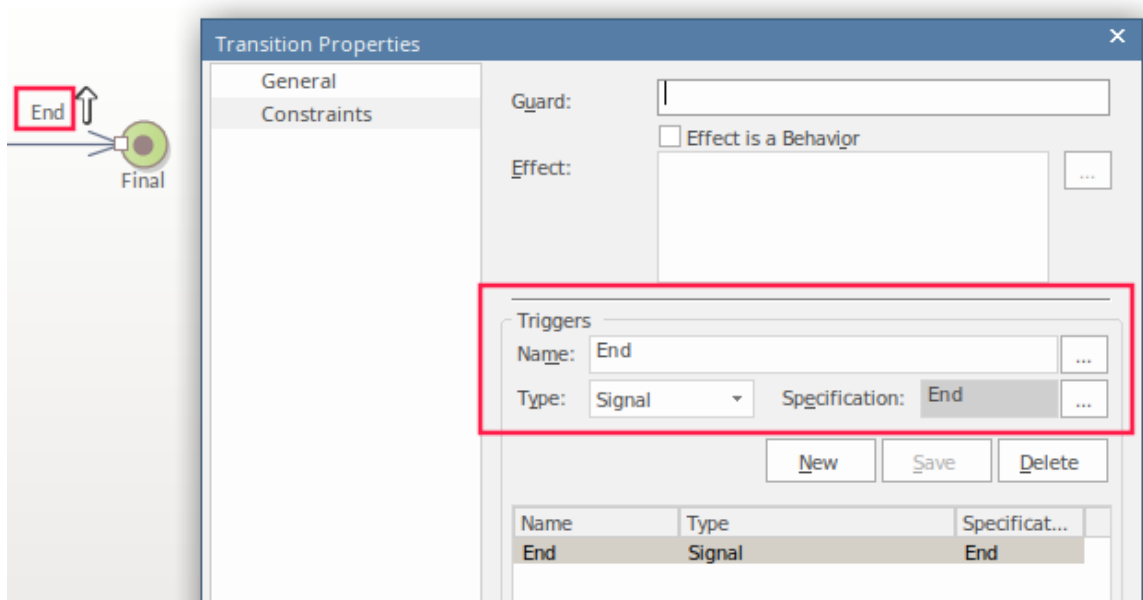 End
Final
Transition Properties
General
Constraints
Guard:
Effect is a Behavior
Effect:
...
Triggers
Name: End ...
Type: Signal Specification: End ...
New Save Delete
Name Type Specificat...
End Signal End